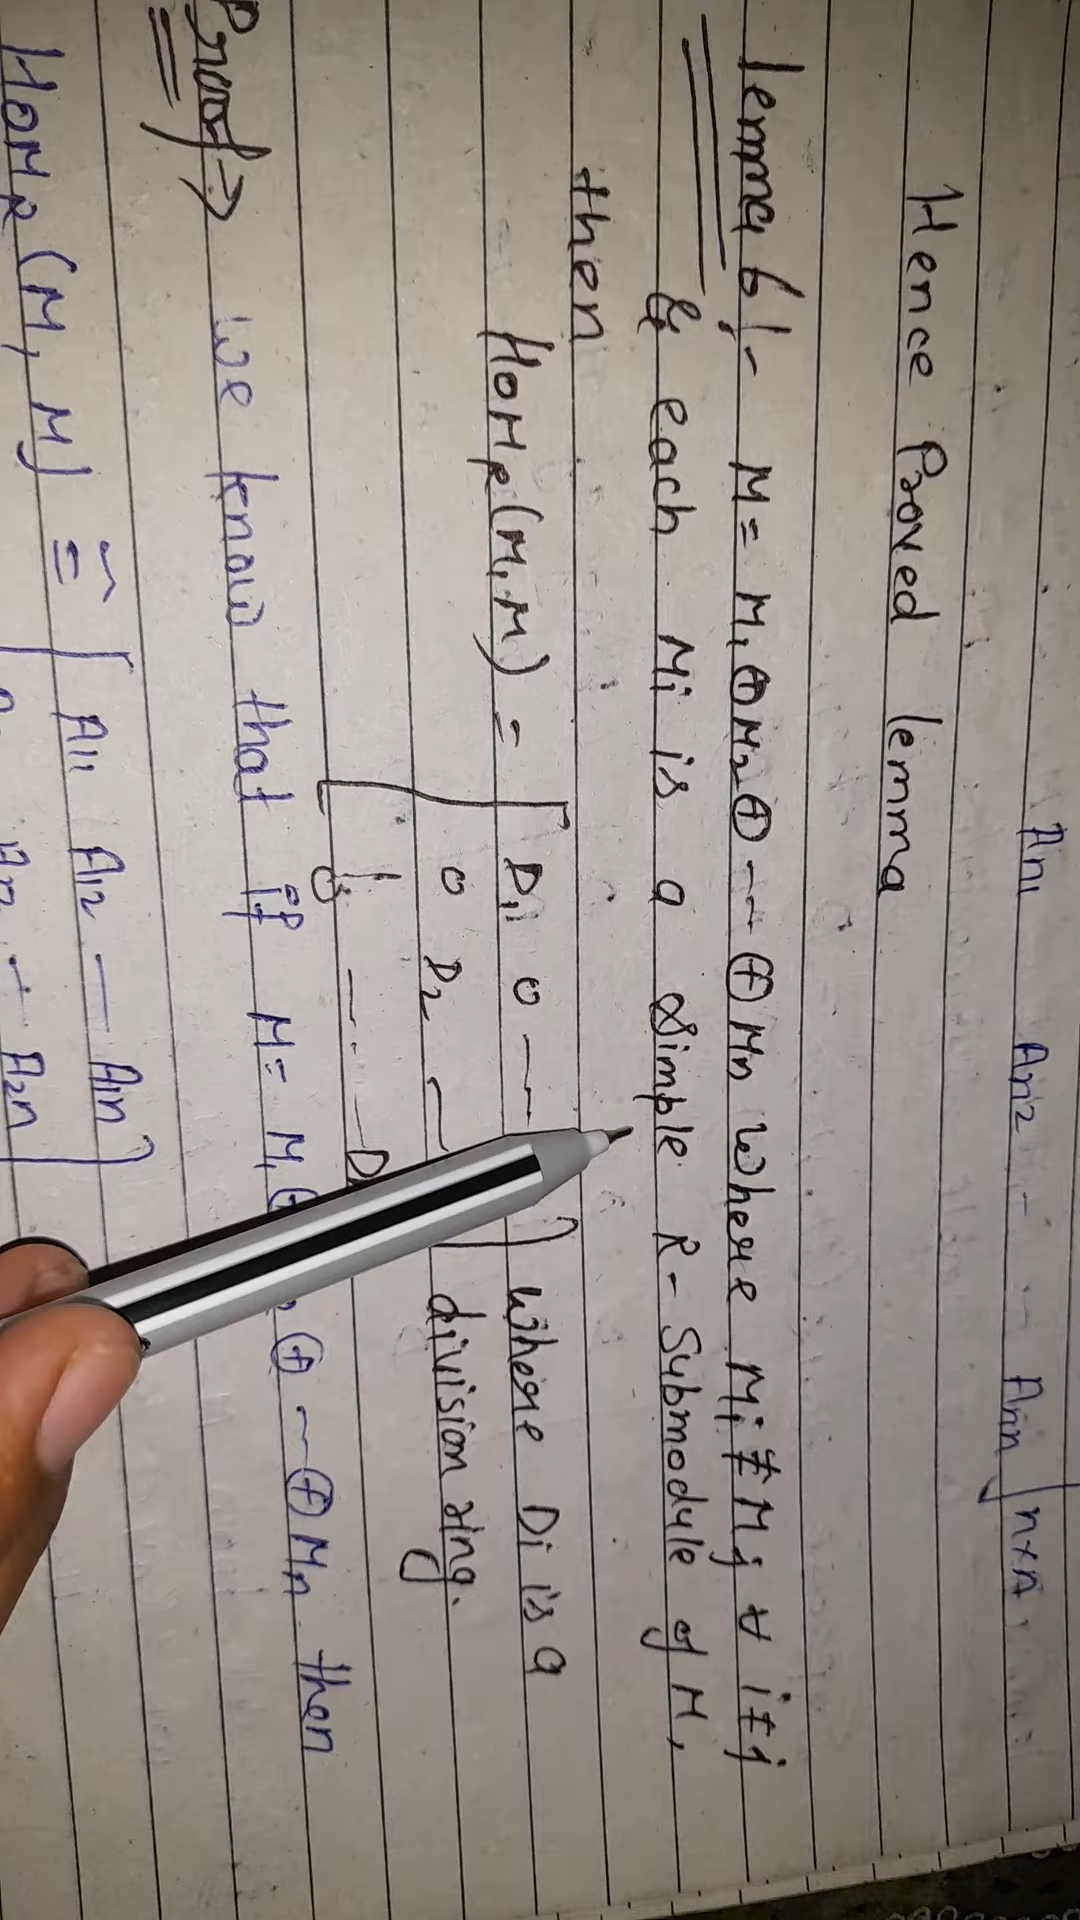 An1 An2 - - - Ann]n×n
Hence Proved lemma
lemma 6 !- M = M1 ⊕ M2 ⊕ --- ⊕ Mn where Mi ≠ Mj ∀ i ≠ j
& each Mi is a Simple R-Submodule of M,
then
HomR(M, M) = [D1 0 --- ] where Di is a
0 D2 — division ring.
0 --- D
Proof → we know that if M = M1 ⊕ --- ⊕ Mn then
HomR(M, M) ≅ [A11 A12 — A1n]
A2n